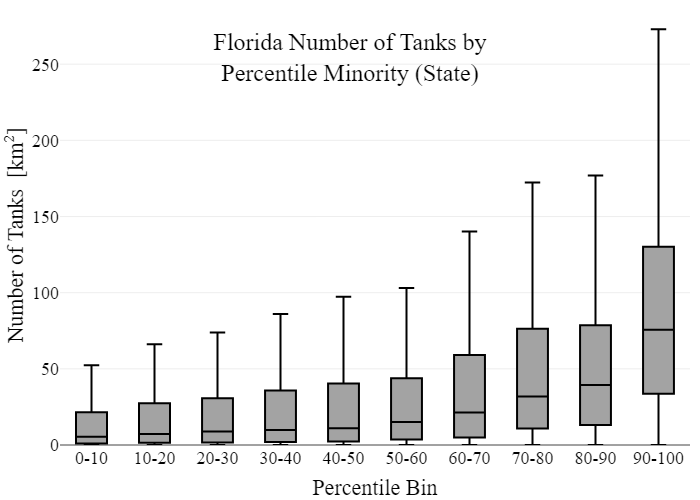 Florida Number of Tanks by
Percentile Minority (State)
Number of Tanks [km²]
250
200
150
100
50
0
0-10 10-20 20-30 30-40 40-50 50-60 60-70 70-80 80-90 90-100
Percentile Bin